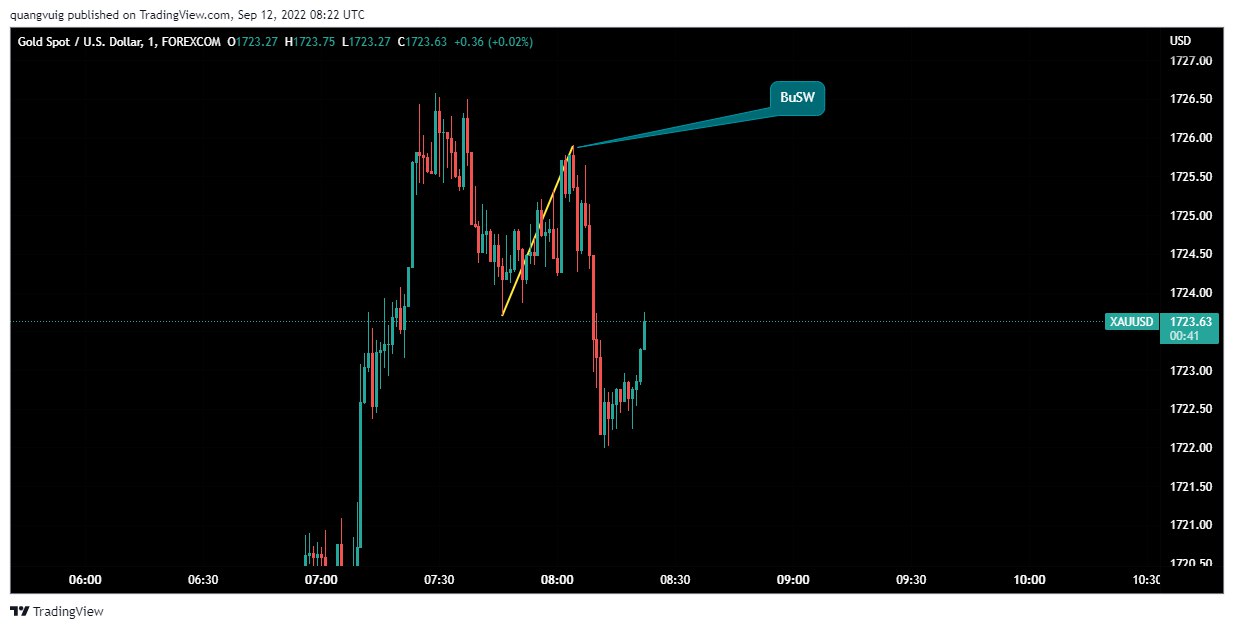 quangvuig published on TradingView.com, Sep 12, 2022 08:22 UTC
Gold Spot / U.S. Dollar, 1, FOREXCOM O1723.27 H1723.75 L1723.27 C1723.63 +0.36 (+0.02%)
USD
1727.00
BuSW
1726.50
1726.00
1725.50
1725.00
1724.50
1724.00
XAUUSD 1723.63
00:41
1723.00
1722.50
1722.00
1721.50
1721.00
1720.50
06:00 06:30 07:00 07:30 08:00 08:30 09:00 09:30 10:00 10:30
TradingView